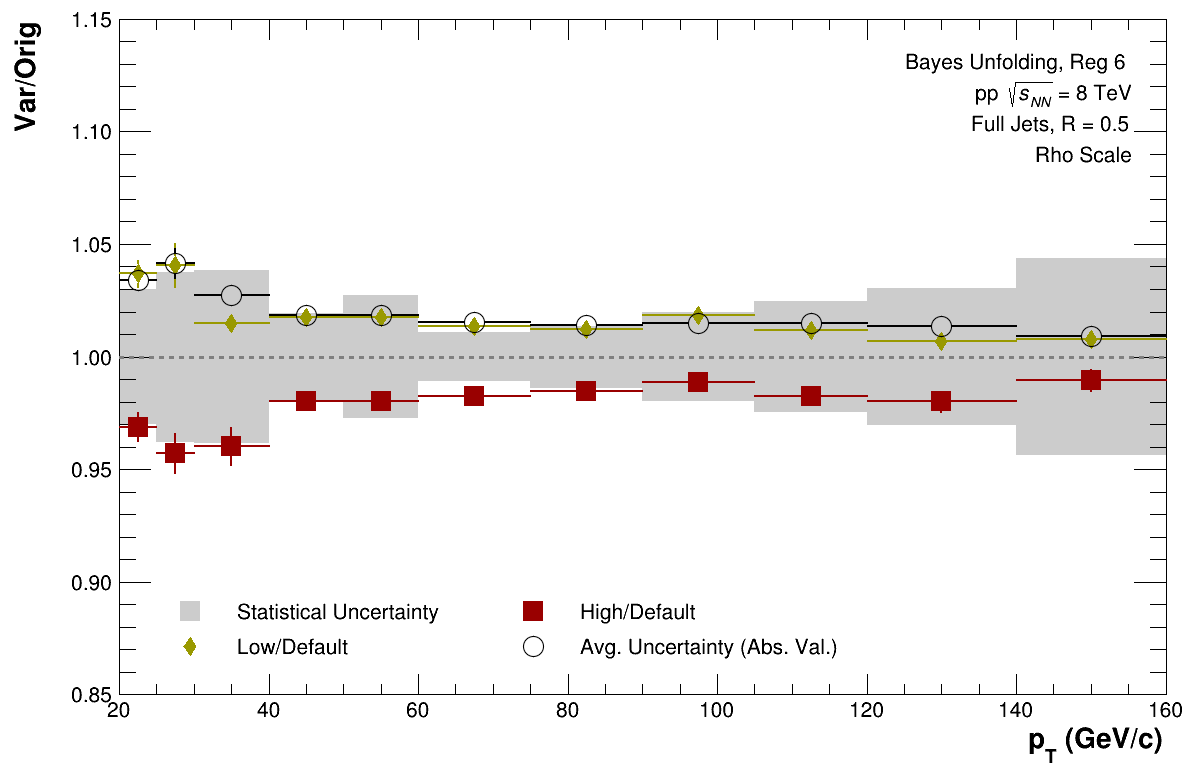 Var/Orig
1.15
1.10
1.05
1.00
0.95
0.90
0.85
Bayes Unfolding, Reg 6
pp √s_NN = 8 TeV
Full Jets, R = 0.5
Rho Scale
Statistical Uncertainty
High/Default
Low/Default
Avg. Uncertainty (Abs. Val.)
20 40 60 80 100 120 140 160
p_T (GeV/c)